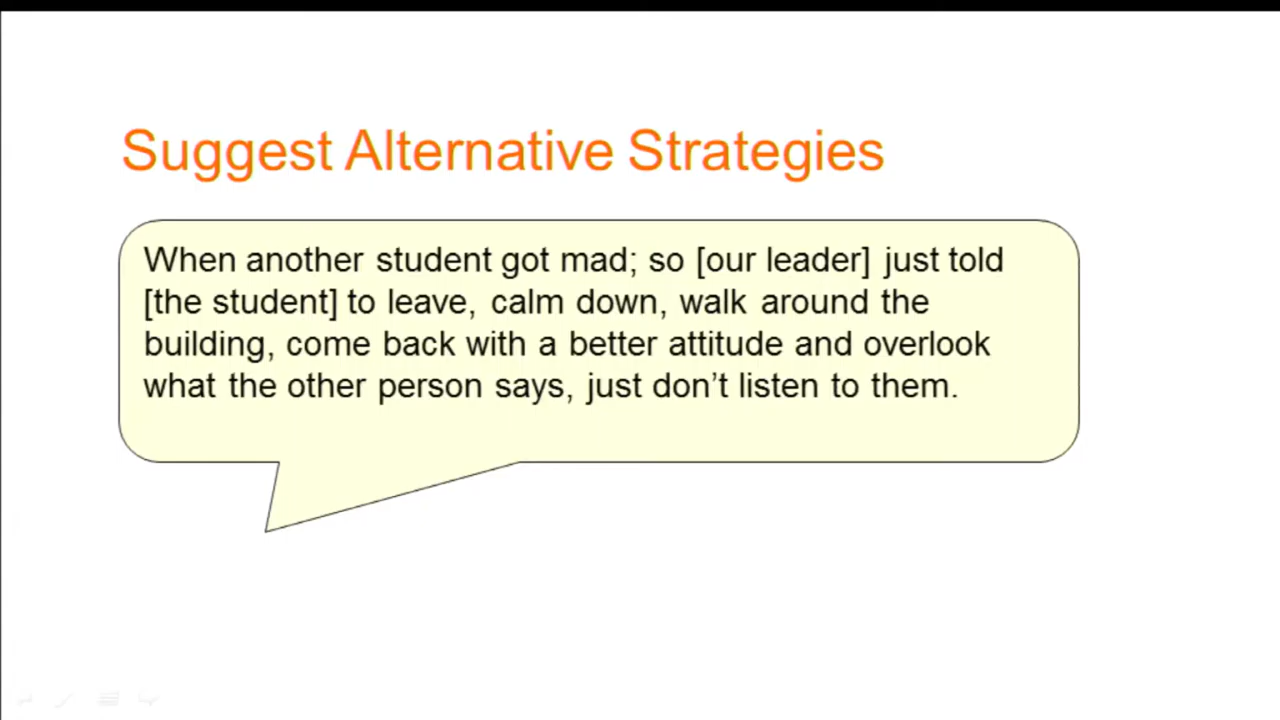 Suggest Alternative Strategies
When another student got mad; so [our leader] just told
[the student] to leave, calm down, walk around the
building, come back with a better attitude and overlook
what the other person says, just don’t listen to them.